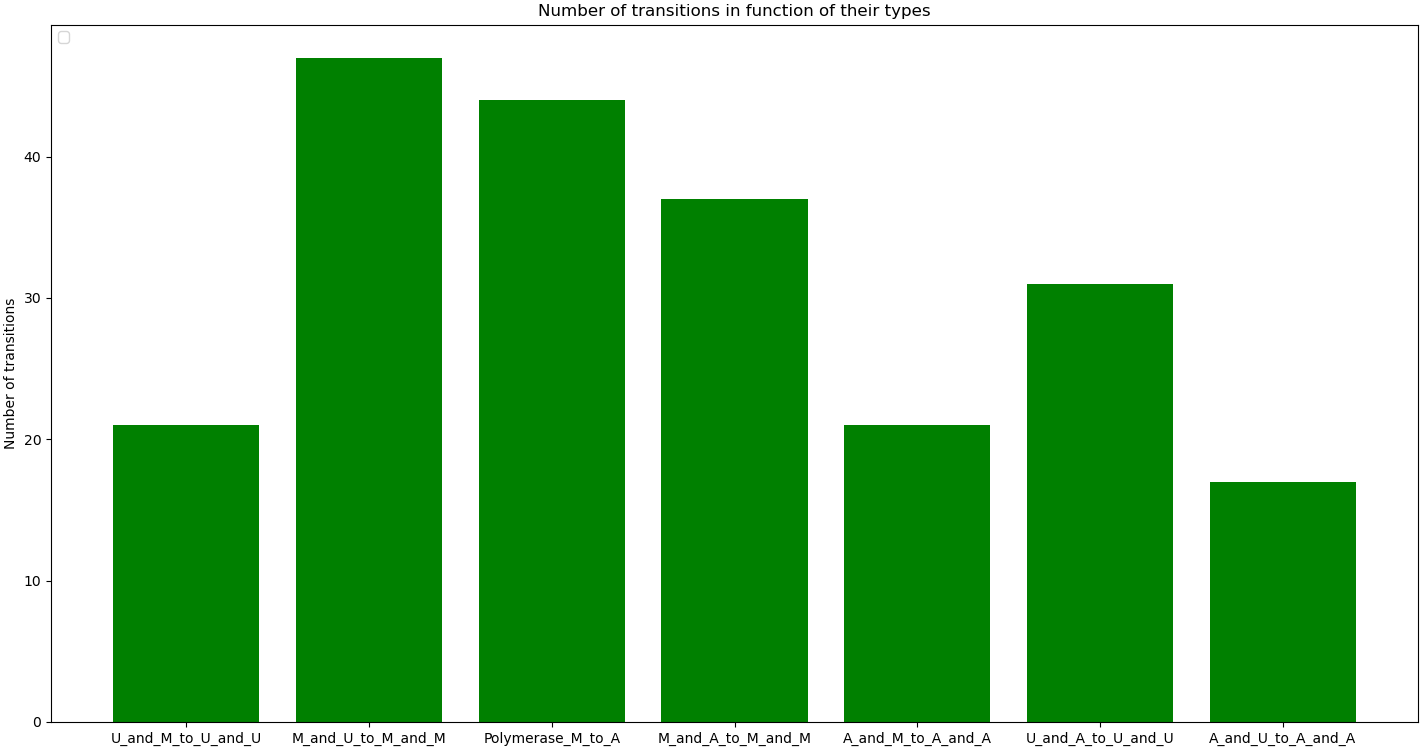 Number of transitions in function of their types
Number of transitions
40
30
20
10
0
U_and_M_to_U_and_U
M_and_U_to_M_and_M
Polymerase_M_to_A
M_and_A_to_M_and_M
A_and_M_to_A_and_A
U_and_A_to_U_and_U
A_and_U_to_A_and_A